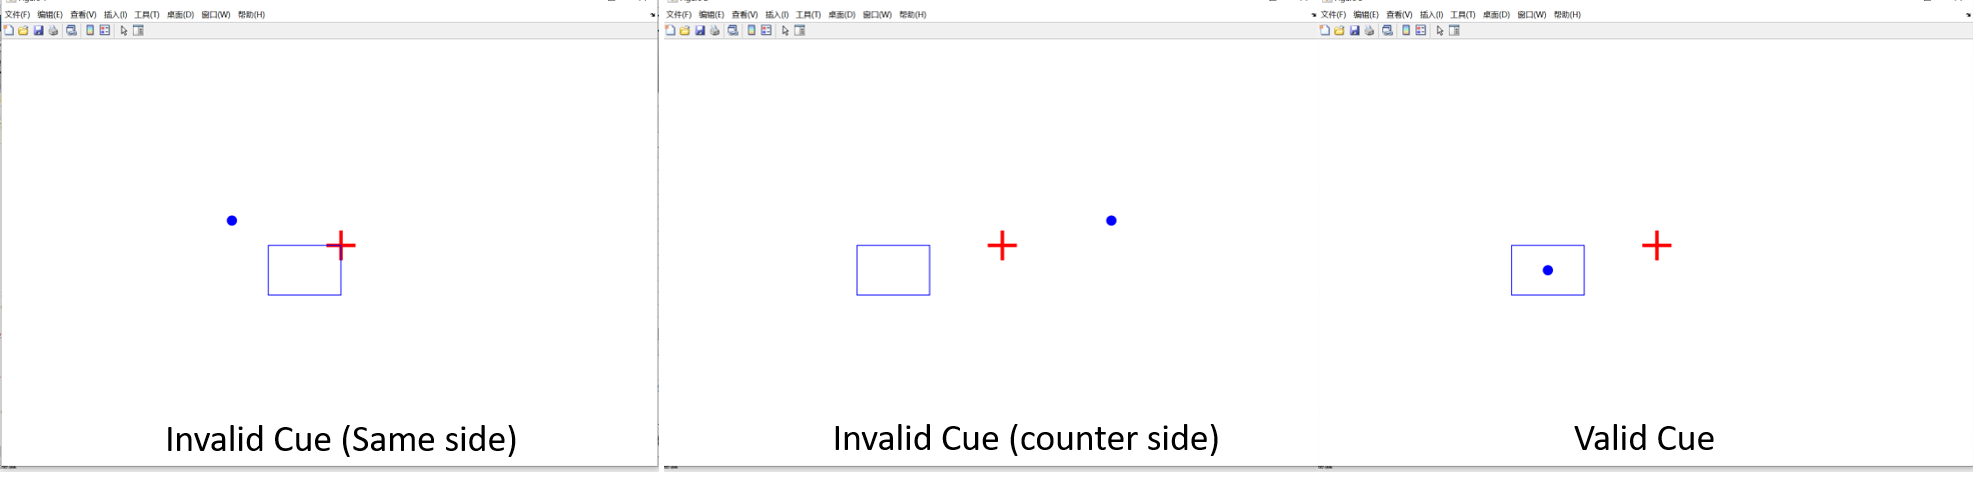 文件(F) 编辑(E) 查看(V) 插入(I) 工具(T) 桌面(D) 窗口(W) 帮助(H)
文件(F) 编辑(E) 查看(V) 插入(I) 工具(T) 桌面(D) 窗口(W) 帮助(H)
文件(F) 编辑(E) 查看(V) 插入(I) 工具(T) 桌面(D) 窗口(W) 帮助(H)
Invalid Cue (Same side)
Invalid Cue (counter side)
Valid Cue